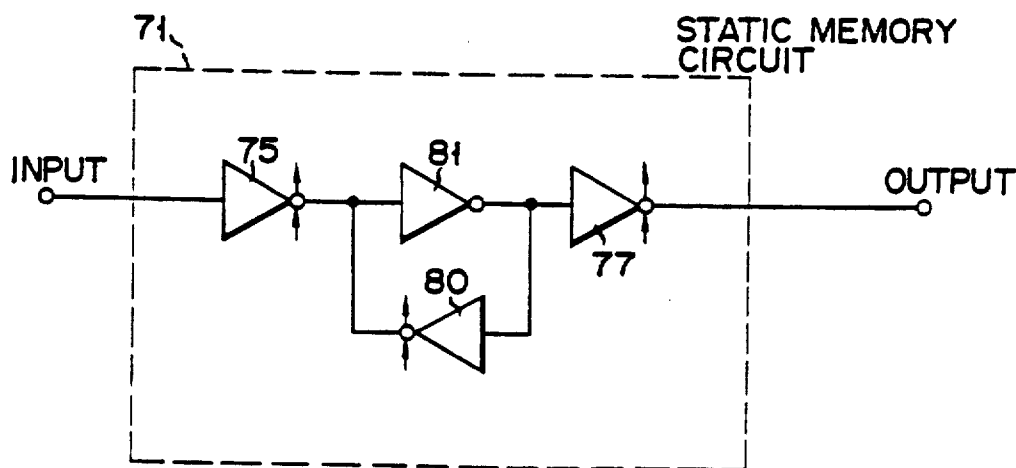 71
STATIC MEMORY
CIRCUIT
INPUT
75
81
77
OUTPUT
80